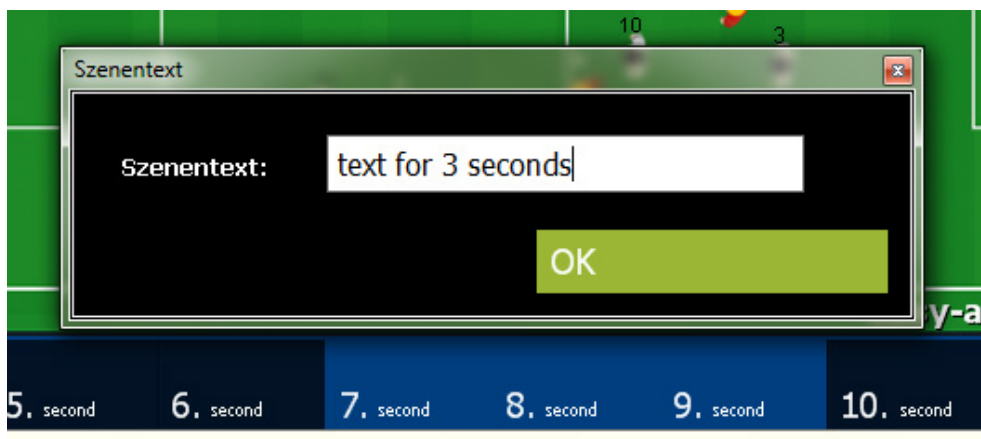 10
3
Szenentext
Szenentext:
text for 3 seconds
OK
y-a
5. second 6. second 7. second 8. second 9. second 10. second